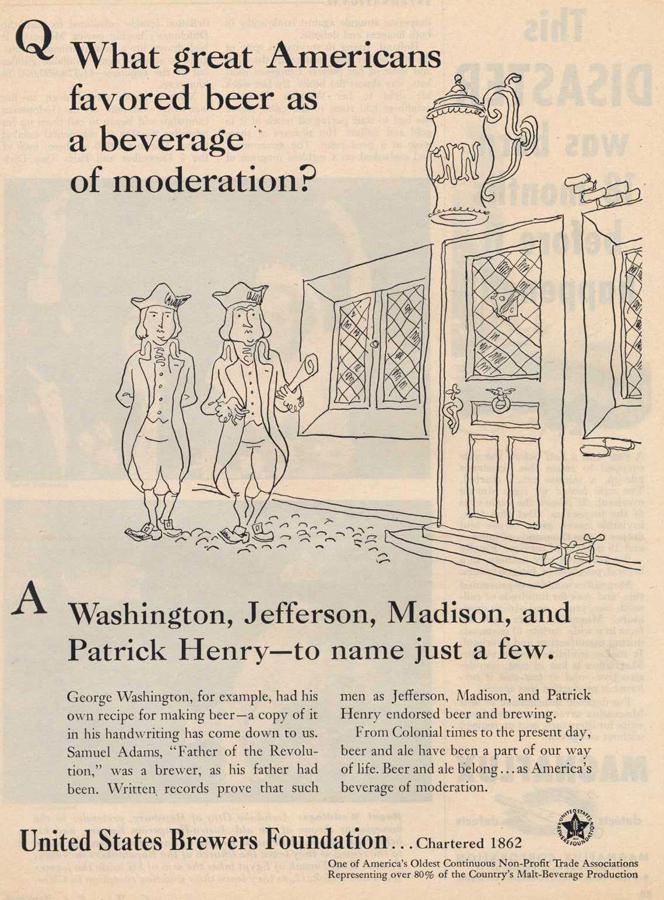 Q What great Americans
favored beer as
a beverage
of moderation?
INN
A Washington, Jefferson, Madison, and
Patrick Henry—to name just a few.
George Washington, for example, had his
own recipe for making beer—a copy of it
in his handwriting has come down to us.
Samuel Adams, “Father of the Revolu-
tion,” was a brewer, as his father had
been. Written records prove that such
men as Jefferson, Madison, and Patrick
Henry endorsed beer and brewing.
From Colonial times to the present day,
beer and ale have been a part of our way
of life. Beer and ale belong...as America’s
beverage of moderation.
United States Brewers Foundation...Chartered 1862
One of America’s Oldest Continuous Non-Profit Trade Associations
Representing over 80% of the Country’s Malt-Beverage Production